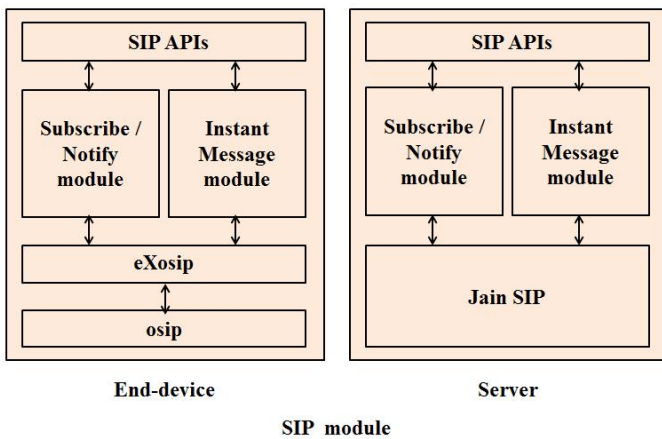 SIP APIs
Subscribe /
Notify
module
Instant
Message
module
eXosip
osip
End-device
SIP APIs
Subscribe /
Notify
module
Instant
Message
module
Jain SIP
Server
SIP module